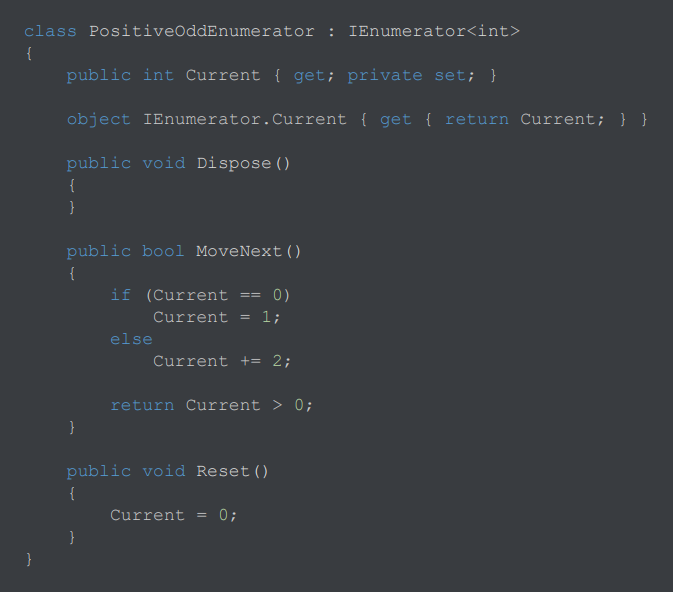 class PositiveOddEnumerator : IEnumerator<int>
{
    public int Current { get; private set; }

    object IEnumerator.Current { get { return Current; } }

    public void Dispose()
    {
    }

    public bool MoveNext()
    {
        if (Current == 0)
            Current = 1;
        else
            Current += 2;

        return Current > 0;
    }

    public void Reset()
    {
        Current = 0;
    }
}